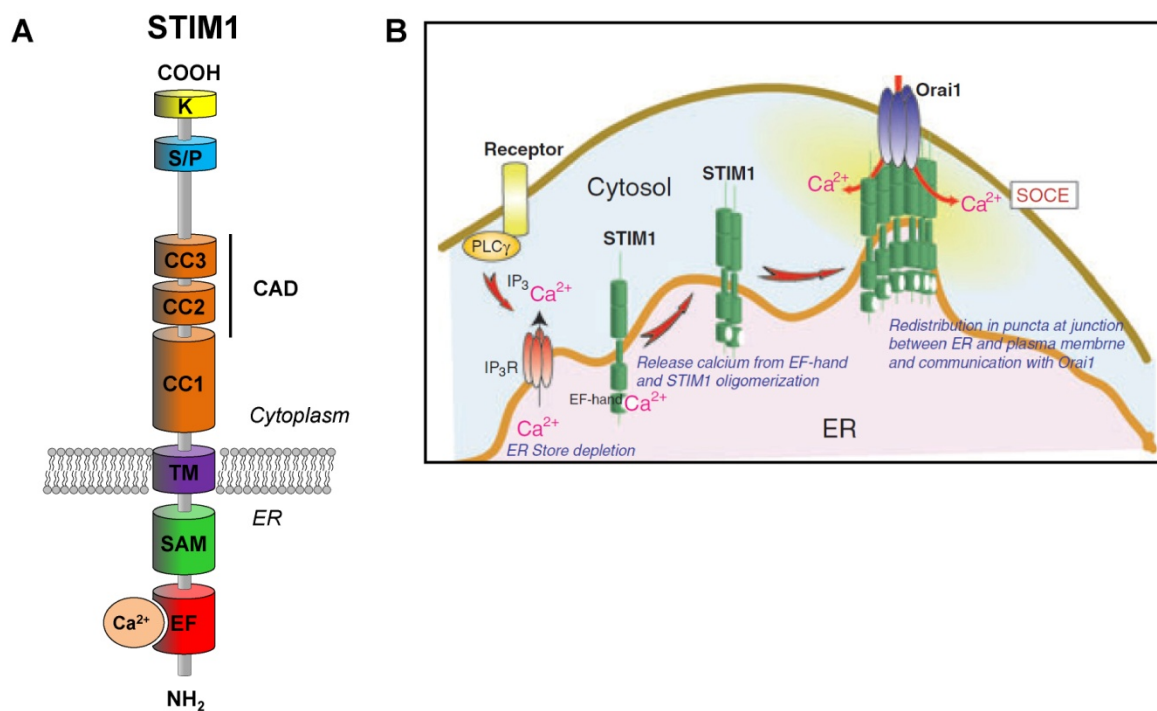 A
STIM1
COOH
K
S/P
CC3
CC2
CAD
CC1
Cytoplasm
TM
ER
SAM
Ca²⁺
EF
NH₂
B
Orai1
Receptor
Cytosol
STIM1
Ca²⁺
Ca²⁺
SOCE
PLCγ
STIM1
IP₃
Ca²⁺
IP₃R
EF-hand
Ca²⁺
Ca²⁺
ER Store depletion
Release calcium from EF-hand
and STIM1 oligomerization
Redistribution in puncta at junction
between ER and plasma membrne
and communication with Orai1
ER